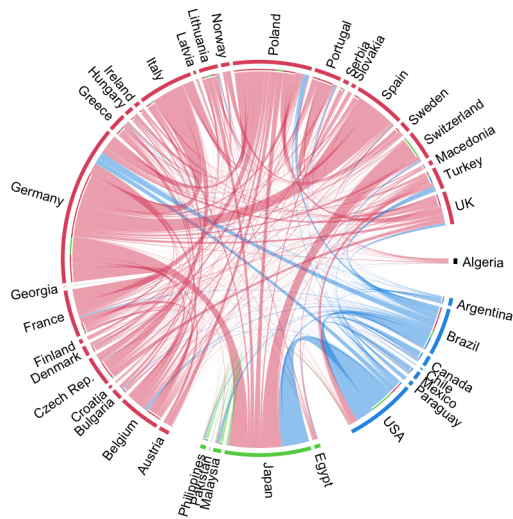 Poland
Portugal
Serbia
Slovakia
Spain
Sweden
Switzerland
Macedonia
Turkey
UK
Algeria
Argentina
Brazil
Canada
Chile
Mexico
Paraguay
USA
Egypt
Japan
Malaysia
Pakistan
Philippines
Austria
Belgium
Bulgaria
Croatia
Czech Rep.
Denmark
Finland
France
Georgia
Germany
Greece
Hungary
Ireland
Italy
Latvia
Lithuania
Norway